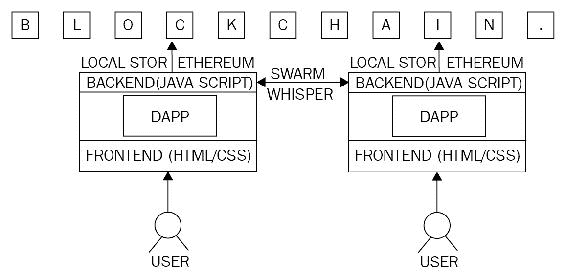 B L O C K C H A I N .
LOCAL STOR ETHEREUM LOCAL STOR ETHEREUM
BACKEND(JAVA SCRIPT) SWARM BACKEND(JAVA SCRIPT)
WHISPER
DAPP DAPP
FRONTEND (HTML/CSS) FRONTEND (HTML/CSS)
USER USER